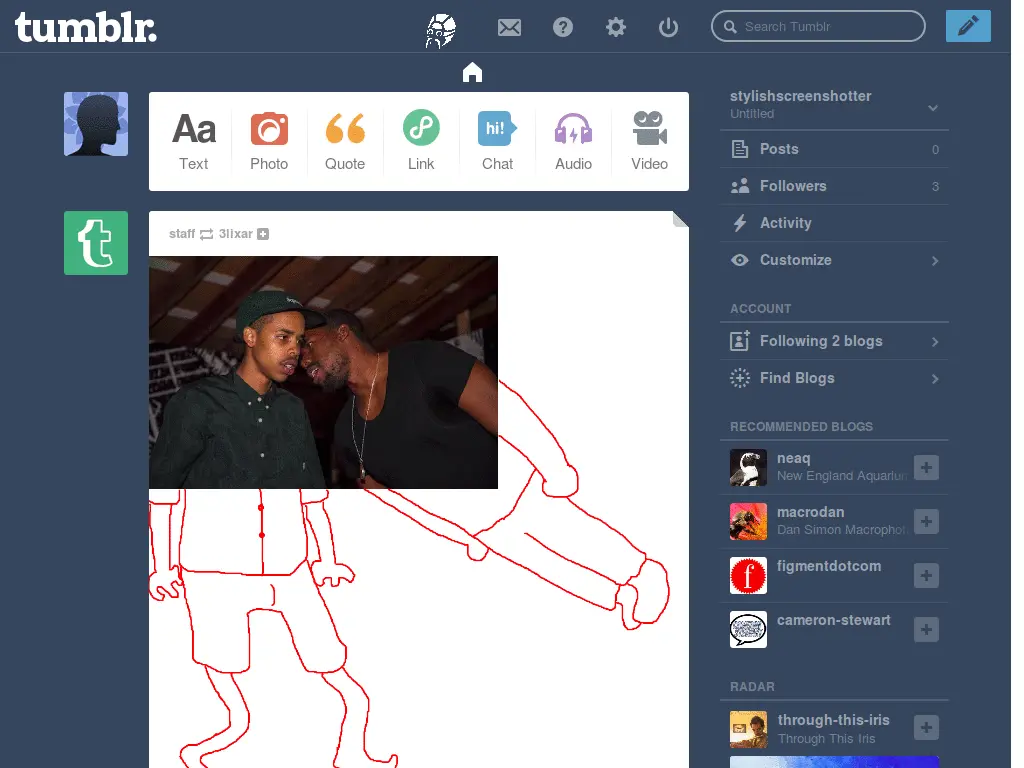 tumblr.
Search Tumblr
Aa
Text
Photo
Quote
Link
hi!
Chat
Audio
Video
t
staff 3lixar
stylishscreenshotter
Untitled
Posts 0
Followers 3
Activity
Customize
ACCOUNT
Following 2 blogs
Find Blogs
RECOMMENDED BLOGS
neaq
New England Aquarium
macrodan
Dan Simon Macrophot
f
figmentdotcom
cameron-stewart
RADAR
through-this-iris
Through This Iris